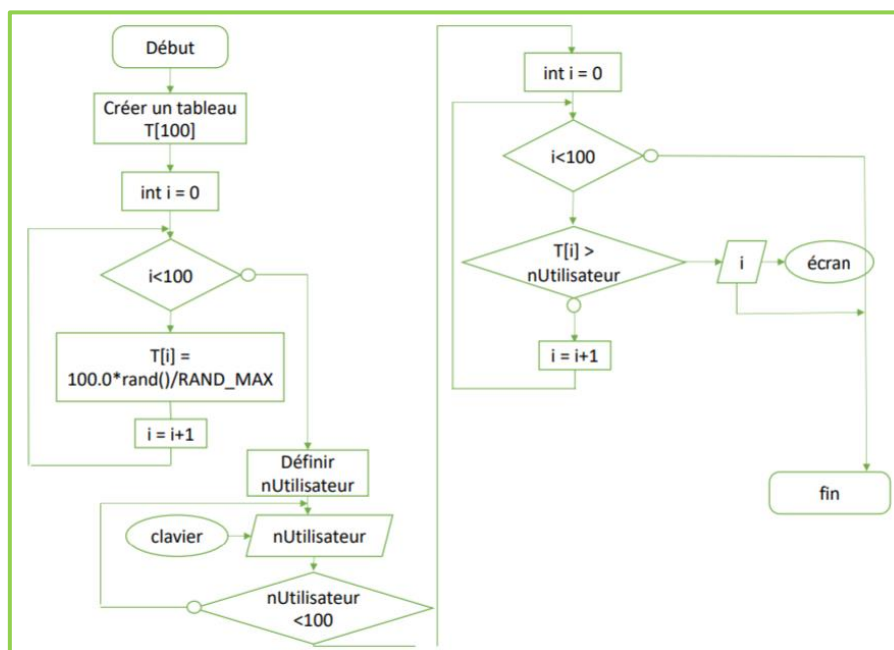 Début
Créer un tableau
T[100]
int i = 0
i<100
T[i] =
100.0*rand()/RAND_MAX
i = i+1
Définir
nUtilisateur
clavier
nUtilisateur
nUtilisateur
<100
int i = 0
i<100
T[i] >
nUtilisateur
i
écran
i = i+1
fin